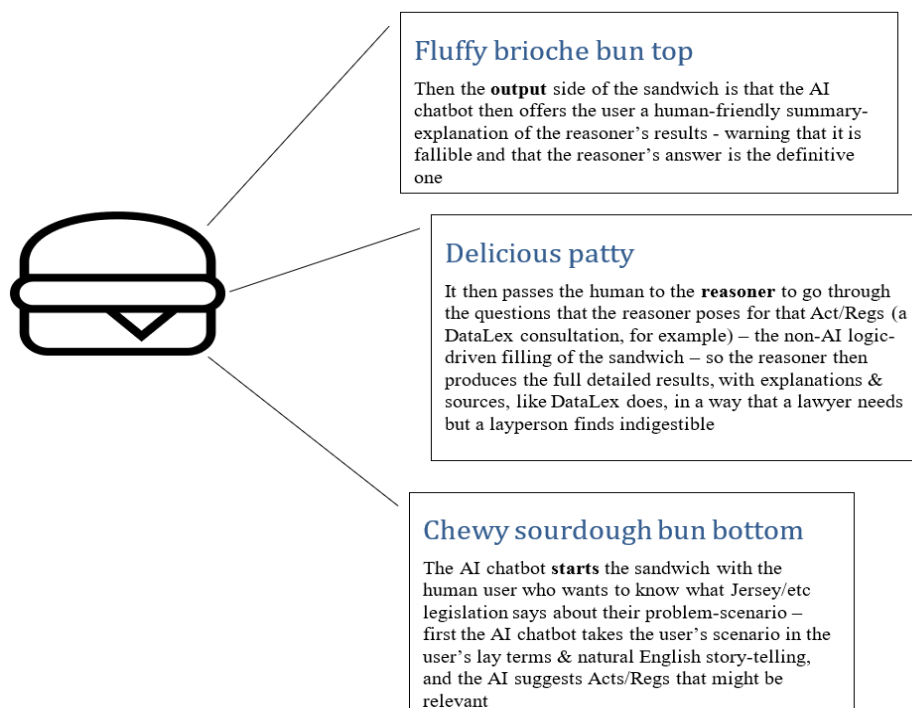 Fluffy brioche bun top
Then the output side of the sandwich is that the AI
chatbot then offers the user a human-friendly summary-
explanation of the reasoner’s results - warning that it is
fallible and that the reasoner’s answer is the definitive
one
Delicious patty
It then passes the human to the reasoner to go through
the questions that the reasoner poses for that Act/Regs (a
DataLex consultation, for example) – the non-AI logic-
driven filling of the sandwich – so the reasoner then
produces the full detailed results, with explanations &
sources, like DataLex does, in a way that a lawyer needs
but a layperson finds indigestible
Chewy sourdough bun bottom
The AI chatbot starts the sandwich with the
human user who wants to know what Jersey/etc
legislation says about their problem-scenario –
first the AI chatbot takes the user’s scenario in the
user’s lay terms & natural English story-telling,
and the AI suggests Acts/Regs that might be
relevant